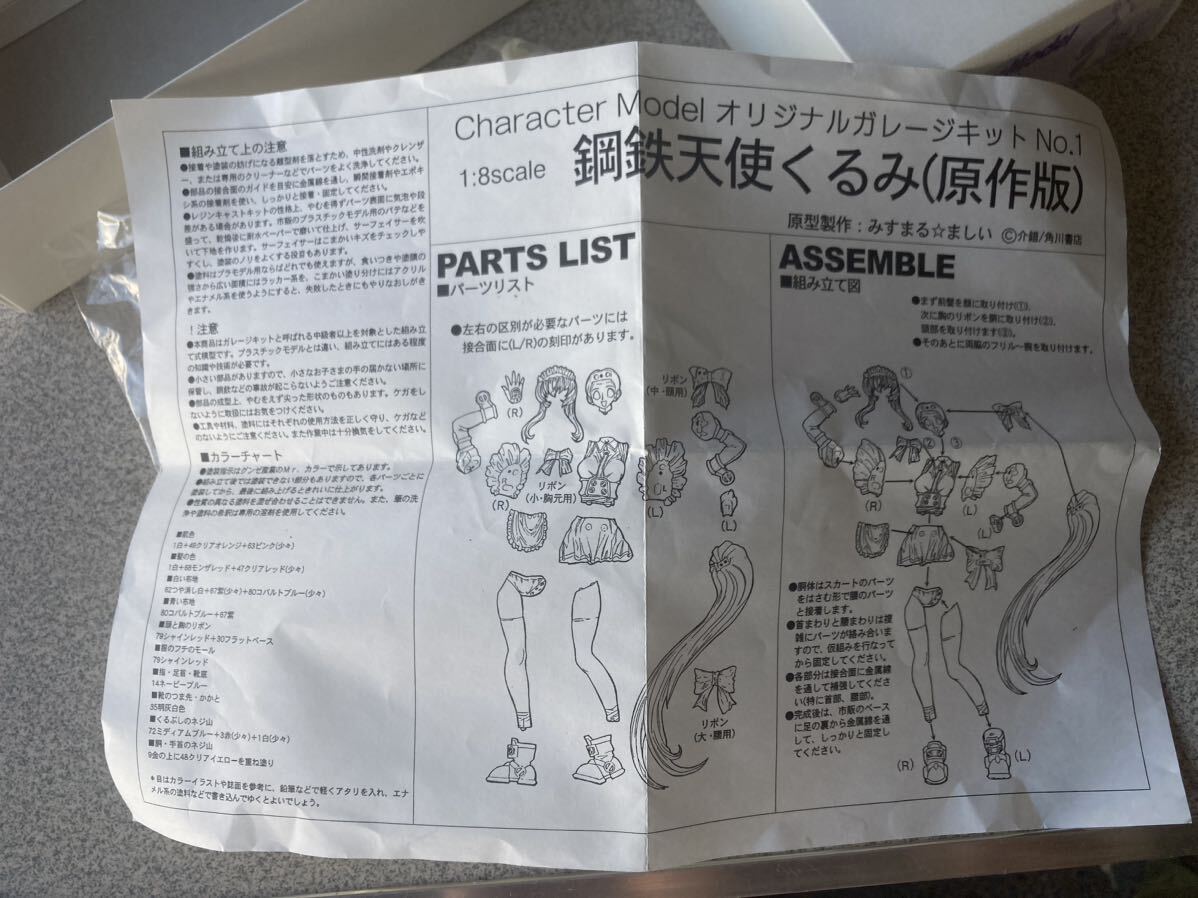 Character Model オリジナルガレージキット No.1
1:8scale 鋼鉄天使くるみ(原作版)
原型製作：みすまる☆ましい Ⓒ介錯/角川書店
■組み立て上の注意
●接着や塗装の妨げになる離型剤を落とすため、中性洗剤やクレンザ
ー、または専用のクリーナーなどでパーツをよく洗浄してください。
●部品の接合面のガイドを目安に金属線を通し、瞬間接着剤やエポキ
シ系の接着剤を使い、しっかりと接着・固定してください。
●レジンキャストキットの性格上、やむを得ずパーツ表面に気泡や段
差がある場合があります。市販のプラスチックモデル用のパテなどを
盛って、乾燥後に耐水ペーパーで磨いて仕上げ、サーフェイサーを吹
いて下地を作ります。サーフェイサーはこまかいキズをチェックしや
すくし、塗装のノリをよくする役目もあります。
●塗料はプラモデル用ならばどれでも使えますが、食いつきや塗膜の
強さから広い面積にはラッカー系を、こまかい塗り分けにはアクリル
やエナメル系を使うようにすると、失敗したときにもやりなおしがき
きます。
！注意
●本商品はガレージキットと呼ばれる中級者以上を対象とした組み立
て式模型です。プラスチックモデルとは違い、組み立てにはある程度
の知識や技術が必要です。
●小さい部品がありますので、小さなお子さまの手の届かない場所に
保管し、誤飲などの事故が起こらないようご注意ください。
●部品の成型上、やむをえず尖った形状のものもあります。ケガをし
ないように取扱にはお気をつけください。
●工具や材料、塗料にはそれぞれの使用方法を正しく守り、ケガなど
のないようにご注意ください。また作業中は十分換気をしてください。
■カラーチャート
●塗装指示はグンゼ産業のMr.カラーで示してあります。
●組み立て後では塗装できない部分もありますので、各パーツごとに
塗装してから、最後に組み上げるときれいに仕上がります。
●性質の異なる塗料を混ぜ合わせることはできません。また、筆の洗
浄や塗料の希釈は専用の溶剤を使用してください。
■肌色
1白+49クリアオレンジ+63ピンク(少々)
■髪の色
1白+68モンザレッド+47クリアレッド(少々)
■白い布地
62つや消し白+67紫(少々)+80コバルトブルー(少々)
■青い布地
80コバルトブルー+67紫
■頭と胸のリボン
79シャインレッド+30フラットベース
■服のフチのモール
79シャインレッド
■指・足首・靴底
14ネービーブルー
■靴のつま先・かかと
35明灰白色
■くるぶしのネジ山
72ミディアムブルー+3赤(少々)+1白(少々)
■胴・手首のネジ山
9金の上に48クリアイエローを重ね塗り
＊目はカラーイラストや誌面を参考に、鉛筆などで軽くアタリを入れ、エナ
メル系の塗料などで書き込んでゆくとよいでしょう。
PARTS LIST
■パーツリスト
●左右の区別が必要なパーツには
接合面に(L/R)の刻印があります。
(R)
リボン
(中・頭用)
(R)
リボン
(小・胸元用)
(L)
(L)
リボン
(大・腰用)
ASSEMBLE
■組み立て図
●まず前髪を顔に取り付け(①)、
次に胸のリボンを胴に取り付け(②)、
頭部を取り付けます(③)。
●そのあとに両脇のフリル～腕を取り付けます。
①
②
③
(R)
(L)
●胴体はスカートのパーツ
をはさむ形で腰のパーツ
と接着します。
●首まわりと腰まわりは複
雑にパーツが絡み合いま
すので、仮組みを行なって
から固定してください。
●各部分は接合面に金属線
を通して補強してくださ
い(特に首部、腰部)。
●完成後は、市販のベース
に足の裏から金属線を通
して、しっかりと固定し
てください。
(R)
(L)